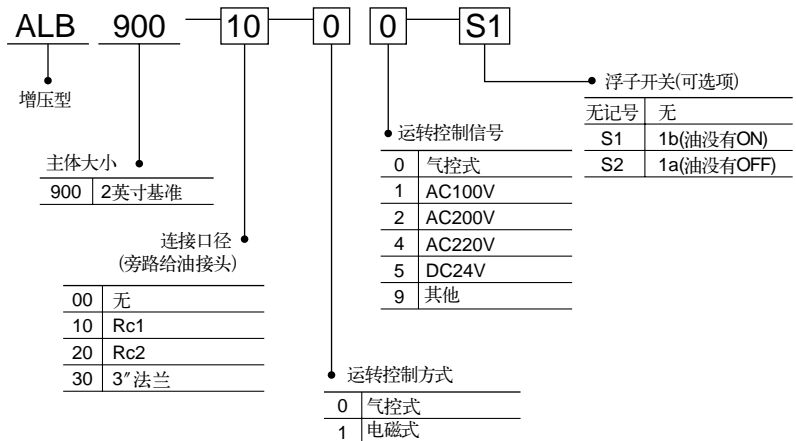 ALB 900 10 0 0 S1
增压型
主体大小
900 2英寸基准
连接口径
(旁路给油接头)
00 无
10 Rc1
20 Rc2
30 3″法兰
运转控制方式
0 气控式
1 电磁式
运转控制信号
0 气控式
1 AC100V
2 AC200V
4 AC220V
5 DC24V
9 其他
浮子开关(可选项)
无记号 无
S1 1b(油没有ON)
S2 1a(油没有OFF)